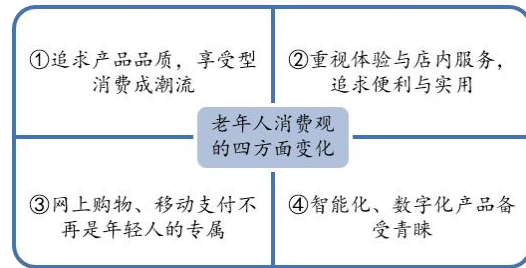 ①追求产品品质，享受型
消费成潮流
②重视体验与店内服务，
追求便利与实用
老年人消费观
的四方面变化
③网上购物、移动支付不
再是年轻人的专属
④智能化、数字化产品备
受青睐